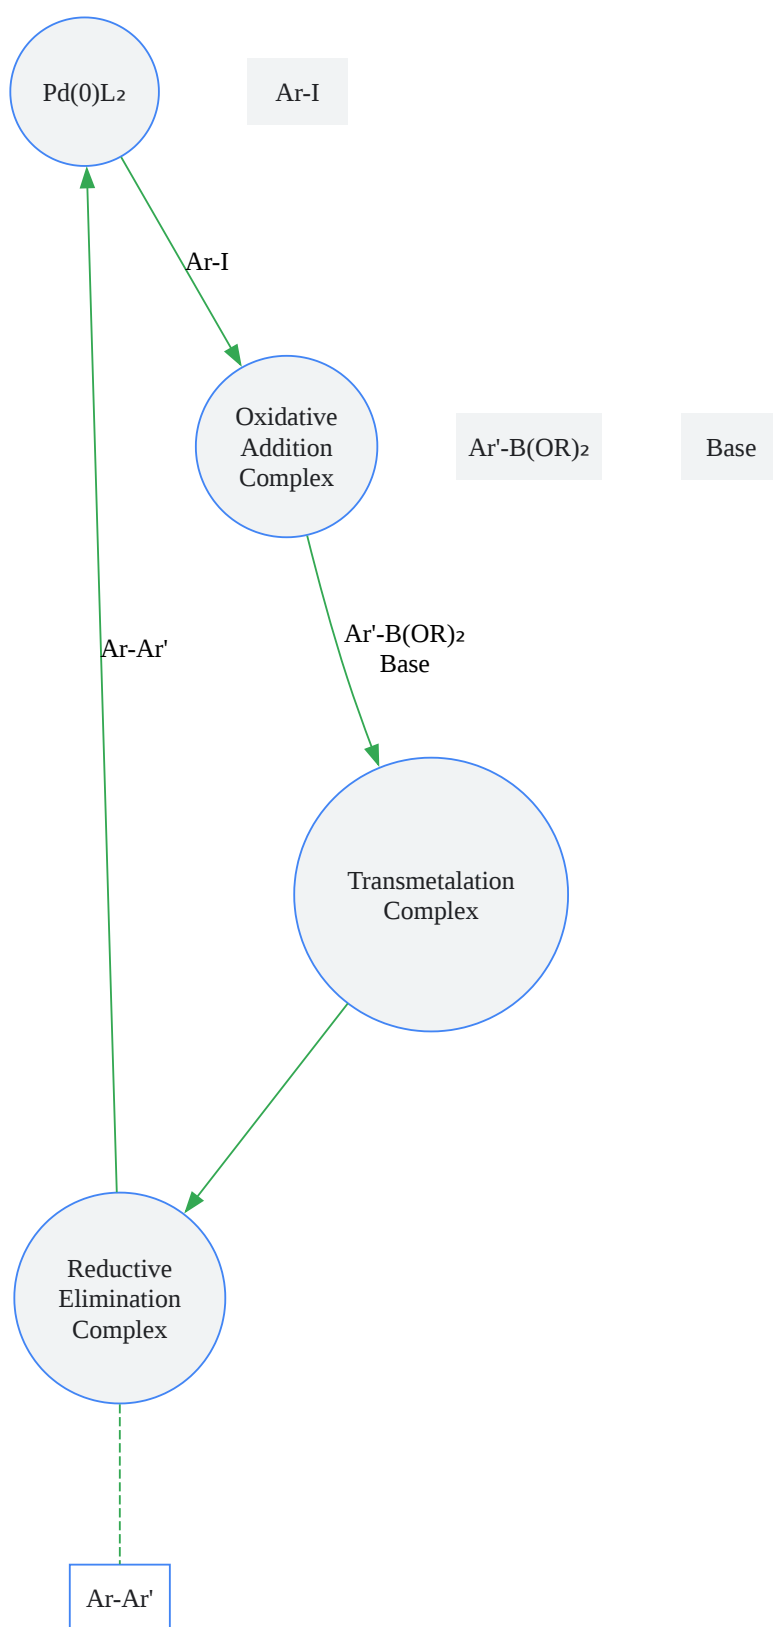 Pd(0)L₂
Ar-I
Ar-I
Oxidative
Addition
Complex
Ar'-B(OR)₂
Base
Ar'-B(OR)₂
Base
Ar-Ar'
Transmetalation
Complex
Reductive
Elimination
Complex
Ar-Ar'